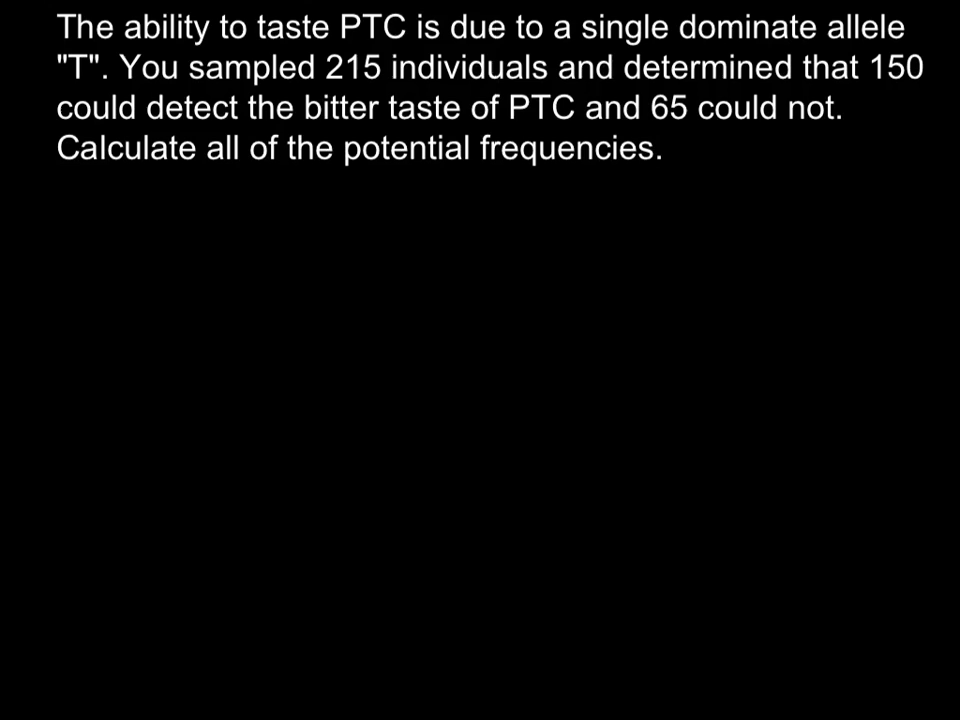 The ability to taste PTC is due to a single dominate allele
"T". You sampled 215 individuals and determined that 150
could detect the bitter taste of PTC and 65 could not.
Calculate all of the potential frequencies.